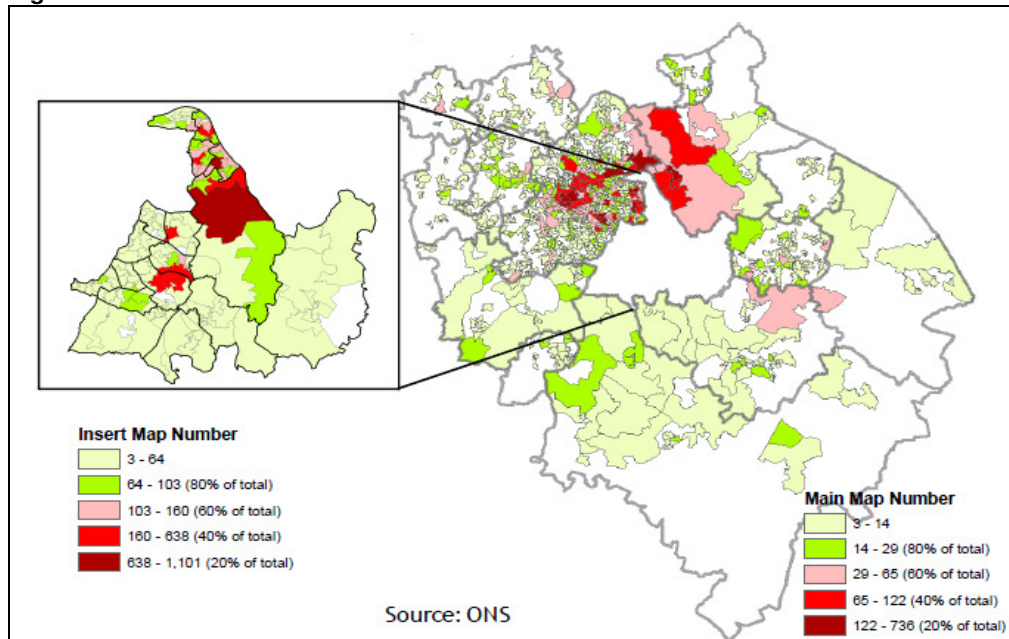 Insert Map Number
3 - 64
64 - 103 (80% of total)
103 - 160 (60% of total)
160 - 638 (40% of total)
638 - 1,101 (20% of total)
Source: ONS
Main Map Number
3 - 14
14 - 29 (80% of total)
29 - 65 (60% of total)
65 - 122 (40% of total)
122 - 736 (20% of total)